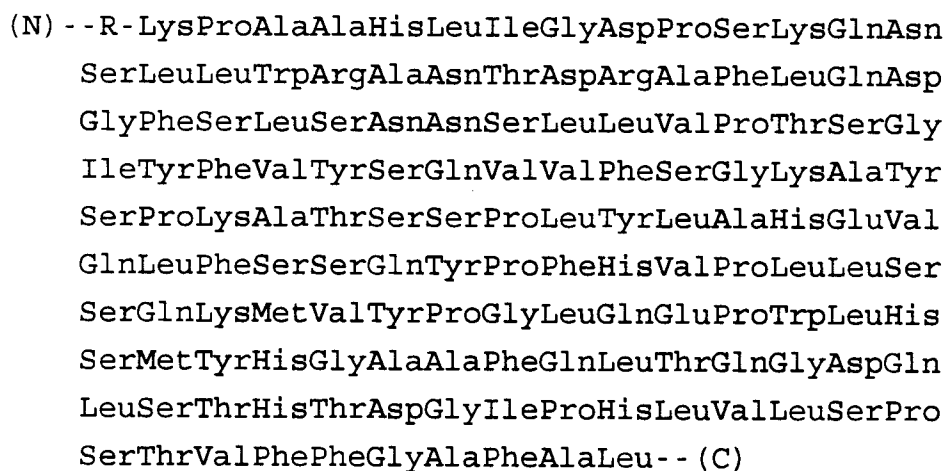 (N)--R-LysProAlaAlaHisLeuIleGlyAspProSerLysGlnAsn
SerLeuLeuTrpArgAlaAsnThrAspArgAlaPheLeuGlnAsp
GlyPheSerLeuSerAsnAsnSerLeuLeuValProThrSerGly
IleTyrPheValTyrSerGlnValValPheSerGlyLysAlaTyr
SerProLysAlaThrSerSerProLeuTyrLeuAlaHisGluVal
GlnLeuPheSerSerGlnTyrProPheHisValProLeuLeuSer
SerGlnLysMetValTyrProGlyLeuGlnGluProTrpLeuHis
SerMetTyrHisGlyAlaAlaPheGlnLeuThrGlnGlyAspGln
LeuSerThrHisThrAspGlyIleProHisLeuValLeuSerPro
SerThrValPhePheGlyAlaPheAlaLeu--(C)